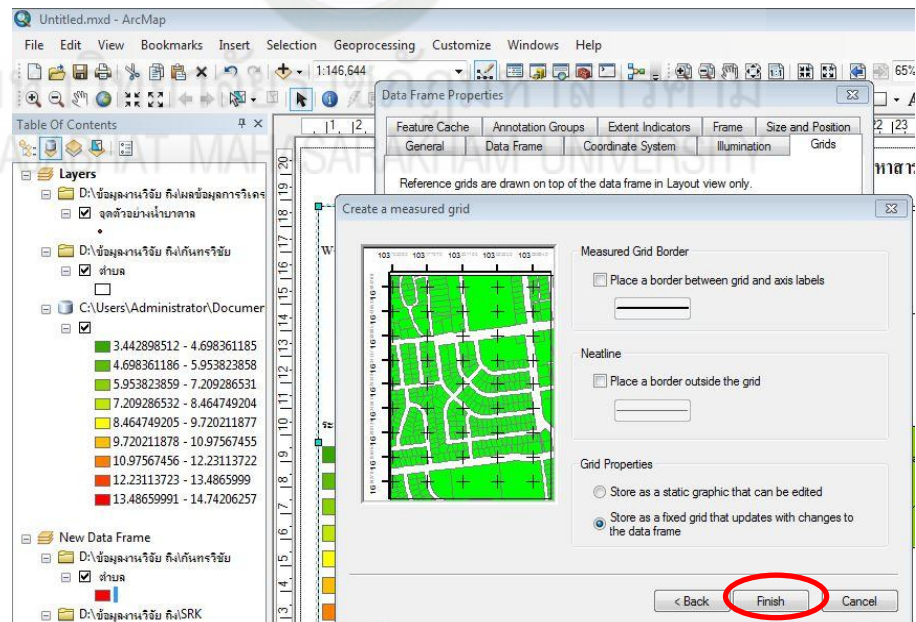 Untitled.mxd - ArcMap
File Edit View Bookmarks Insert Selection Geoprocessing Customize Windows Help
1:146,644
65%
Table Of Contents
Layers
D:\ข้อมูลงานวิจัย กิ่ง\ผลข้อมูลการวิเคร
จุดตัวอย่างน้ำบาดาล
D:\ข้อมูลงานวิจัย กิ่ง\กันทรวิชัย
ตำบล
C:\Users\Administrator\Documer
3.442898512 - 4.698361185
4.698361186 - 5.953823858
5.953823859 - 7.209286531
7.209286532 - 8.464749204
8.464749205 - 9.720211877
9.720211878 - 10.97567455
10.97567456 - 12.23113722
12.23113723 - 13.4865999
13.48659991 - 14.74206257
New Data Frame
D:\ข้อมูลงานวิจัย กิ่ง\กันทรวิชัย
ตำบล
D:\ข้อมูลงานวิจัย กิ่ง\SRK
Data Frame Properties
Feature Cache Annotation Groups Extent Indicators Frame Size and Position
General Data Frame Coordinate System Illumination Grids
Reference grids are drawn on top of the data frame in Layout view only.
Create a measured grid
103 103 103 103
Measured Grid Border
Place a border between grid and axis labels
Neatline
Place a border outside the grid
Grid Properties
Store as a static graphic that can be edited
Store as a fixed grid that updates with changes to
the data frame
< Back Finish Cancel
MAHASARAKHAM UNIVERSITY